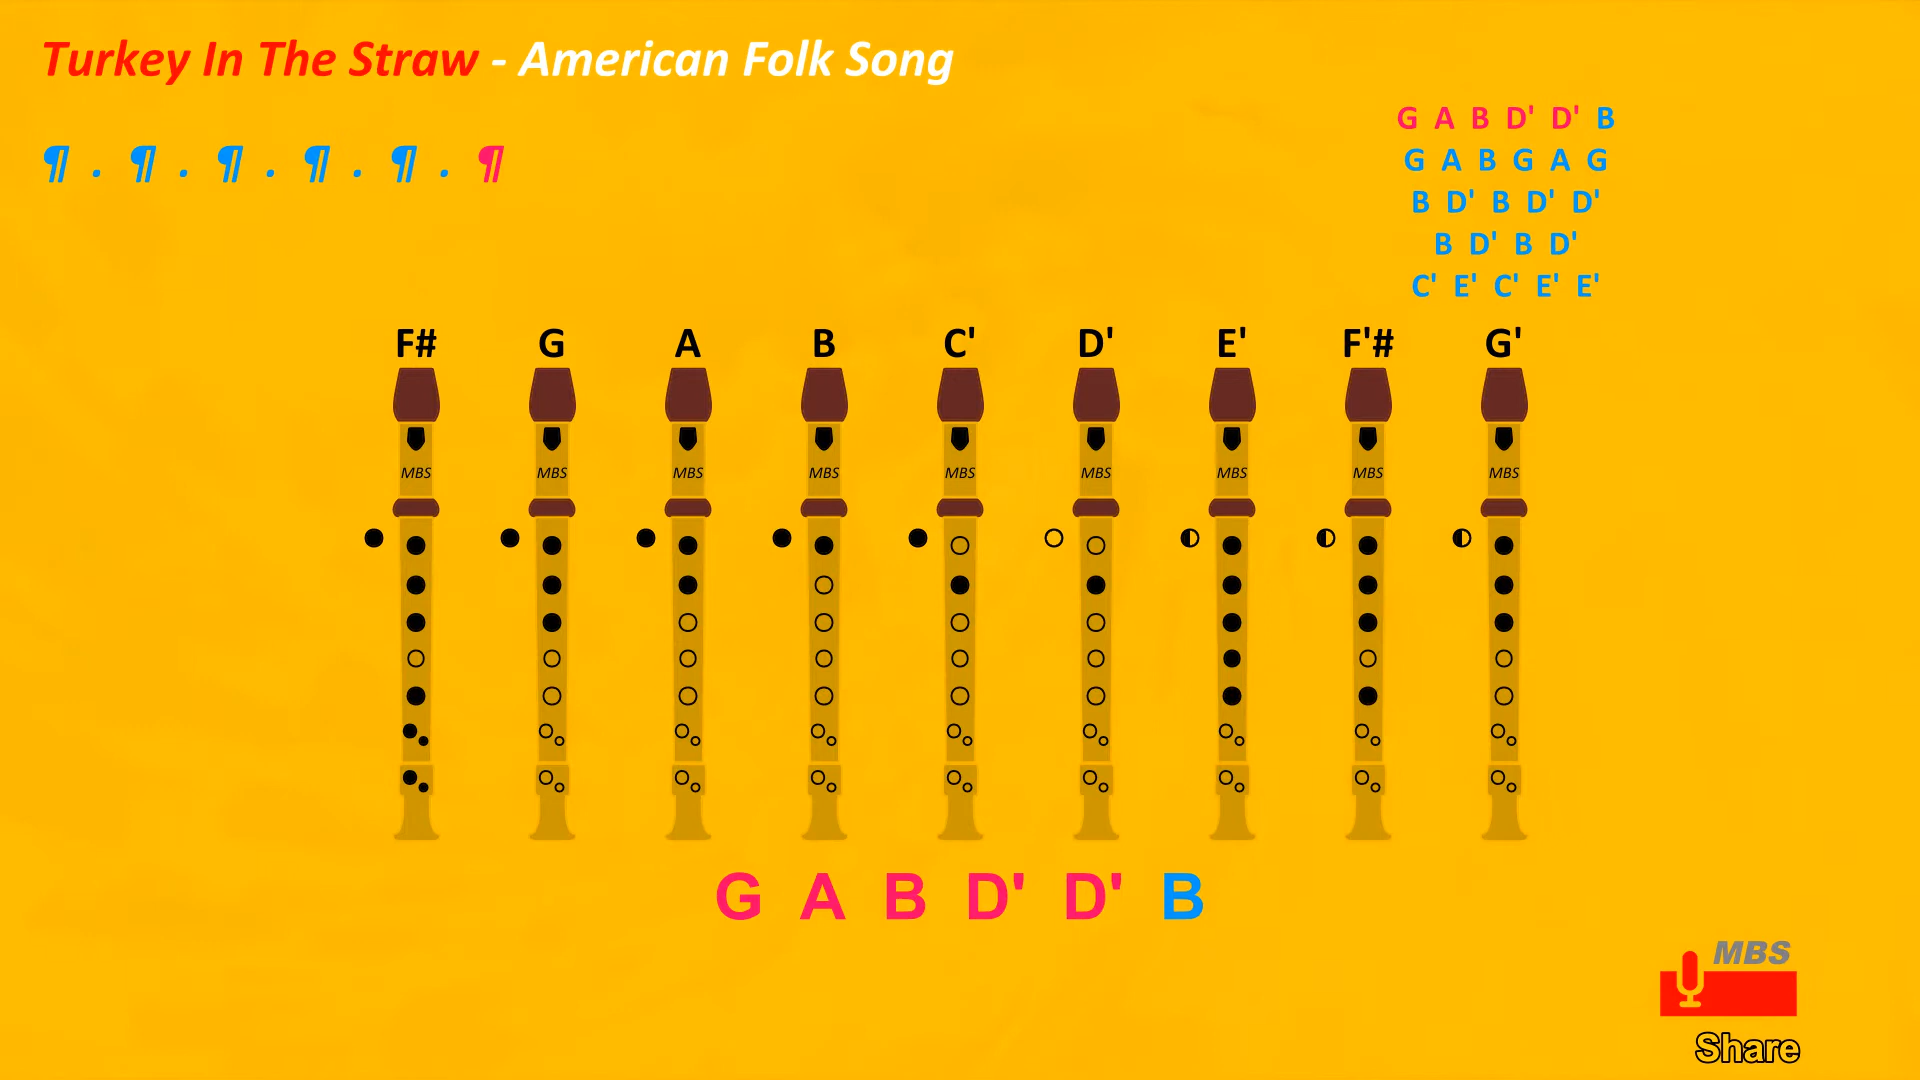 Turkey In The Straw - American Folk Song
¶ . ¶ . ¶ . ¶ . ¶ . ¶
G A B D' D' B
G A B G A G
B D' B D' D'
B D' B D'
C' E' C' E' E'
F# G A B C' D' E' F'# G'
MBS MBS MBS MBS MBS MBS MBS MBS MBS
G A B D' D' B
MBS
Share